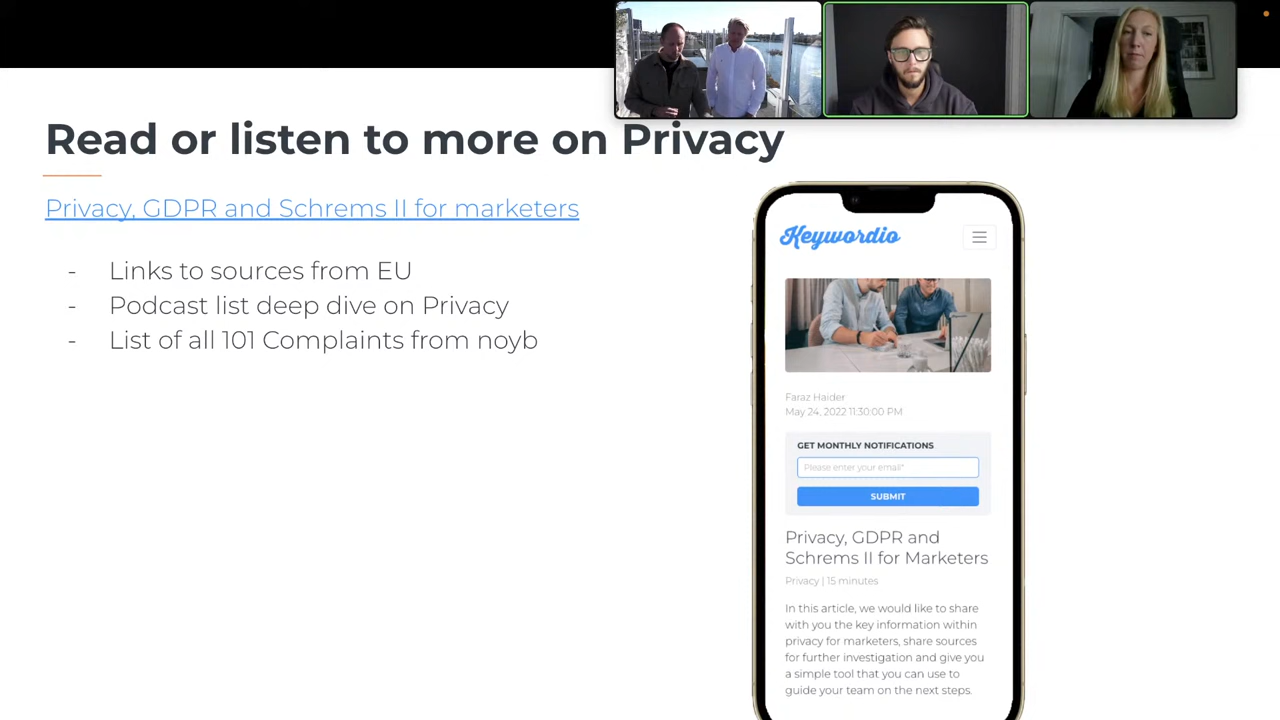 Read or listen to more on Privacy
Privacy, GDPR and Schrems II for marketers
- Links to sources from EU
- Podcast list deep dive on Privacy
- List of all 101 Complaints from noyb
Keywordio
Faraz Haider
May 24, 2022 11:30:00 PM
GET MONTHLY NOTIFICATIONS
Please enter your email*
SUBMIT
Privacy, GDPR and
Schrems II for Marketers
Privacy | 15 minutes
In this article, we would like to share
with you the key information within
privacy for marketers, share sources
for further investigation and give you
a simple tool that you can use to
guide your team on the next steps.